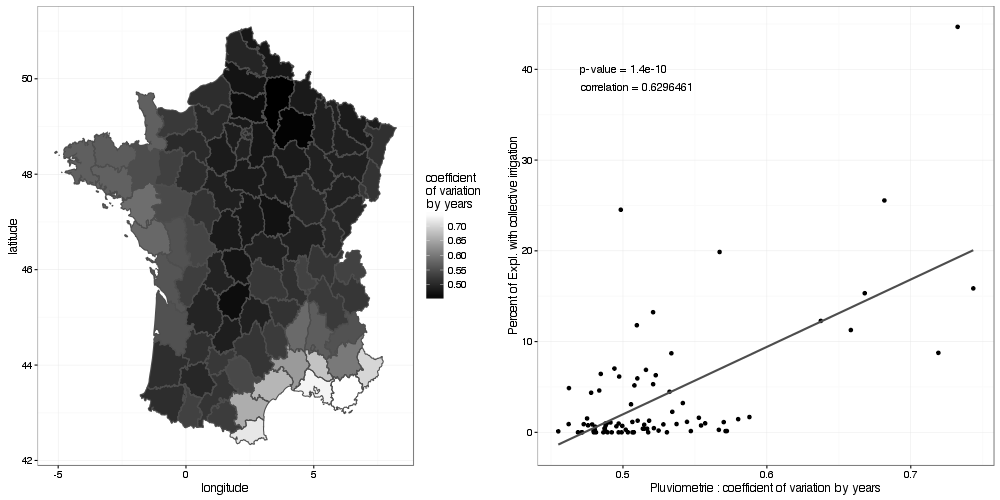 50
48
46
44
42
latitude
-5
0
5
longitude
coefficient
of variation
by years
0.70
0.65
0.60
0.55
0.50
p-value = 1.4e-10
correlation = 0.6296461
40
30
20
10
0
Percent of Expl. with collective irrigation
0.5
0.6
0.7
Pluviometrie : coefficient of variation by years